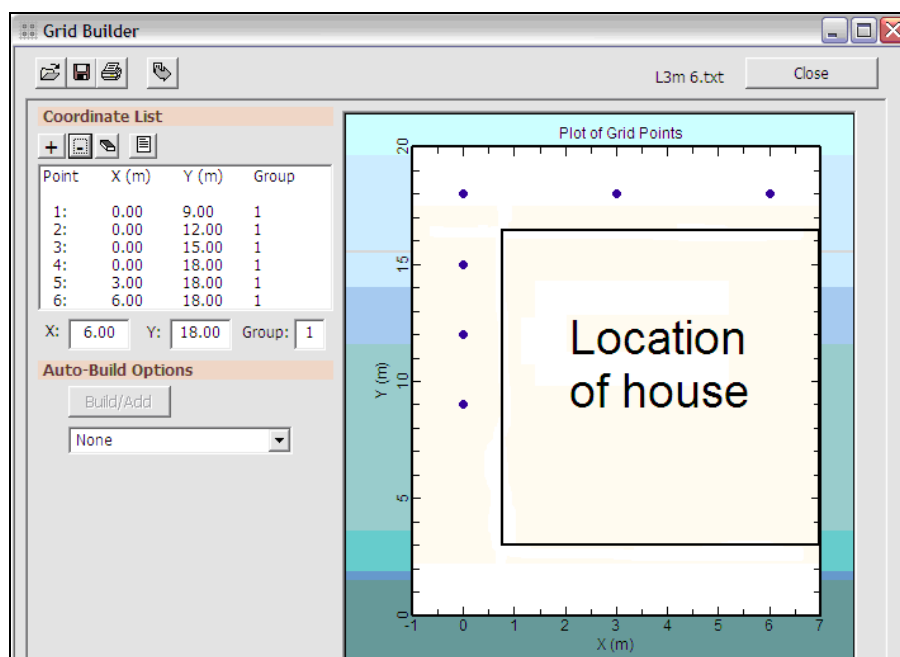 Grid Builder
L3m 6.txt
Close
Coordinate List
+ -
Point X (m) Y (m) Group
1: 0.00 9.00 1
2: 0.00 12.00 1
3: 0.00 15.00 1
4: 0.00 18.00 1
5: 3.00 18.00 1
6: 6.00 18.00 1
X: 6.00 Y: 18.00 Group: 1
Auto-Build Options
Build/Add
None
Plot of Grid Points
20
15
10
5
0
Y (m)
Location
of house
-1 0 1 2 3 4 5 6 7
X (m)